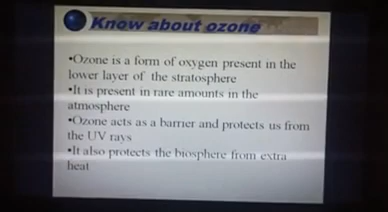 Know about ozone
•Ozone is a form of oxygen present in the
lower layer of the stratosphere
•It is present in rare amounts in the
atmosphere
•Ozone acts as a barrier and protects us from
the UV rays
•It also protects the biosphere from extra
heat